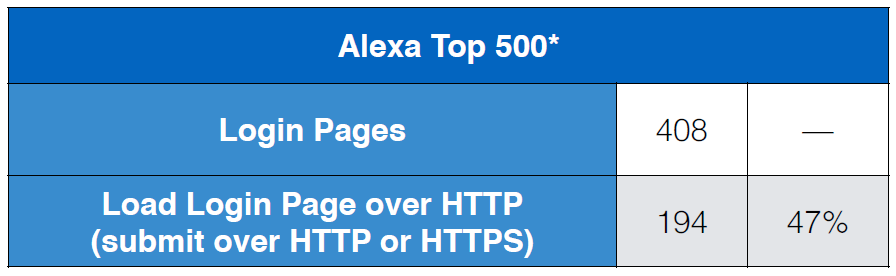 Alexa Top 500*
Login Pages 408 —
Load Login Page over HTTP
(submit over HTTP or HTTPS) 194 47%